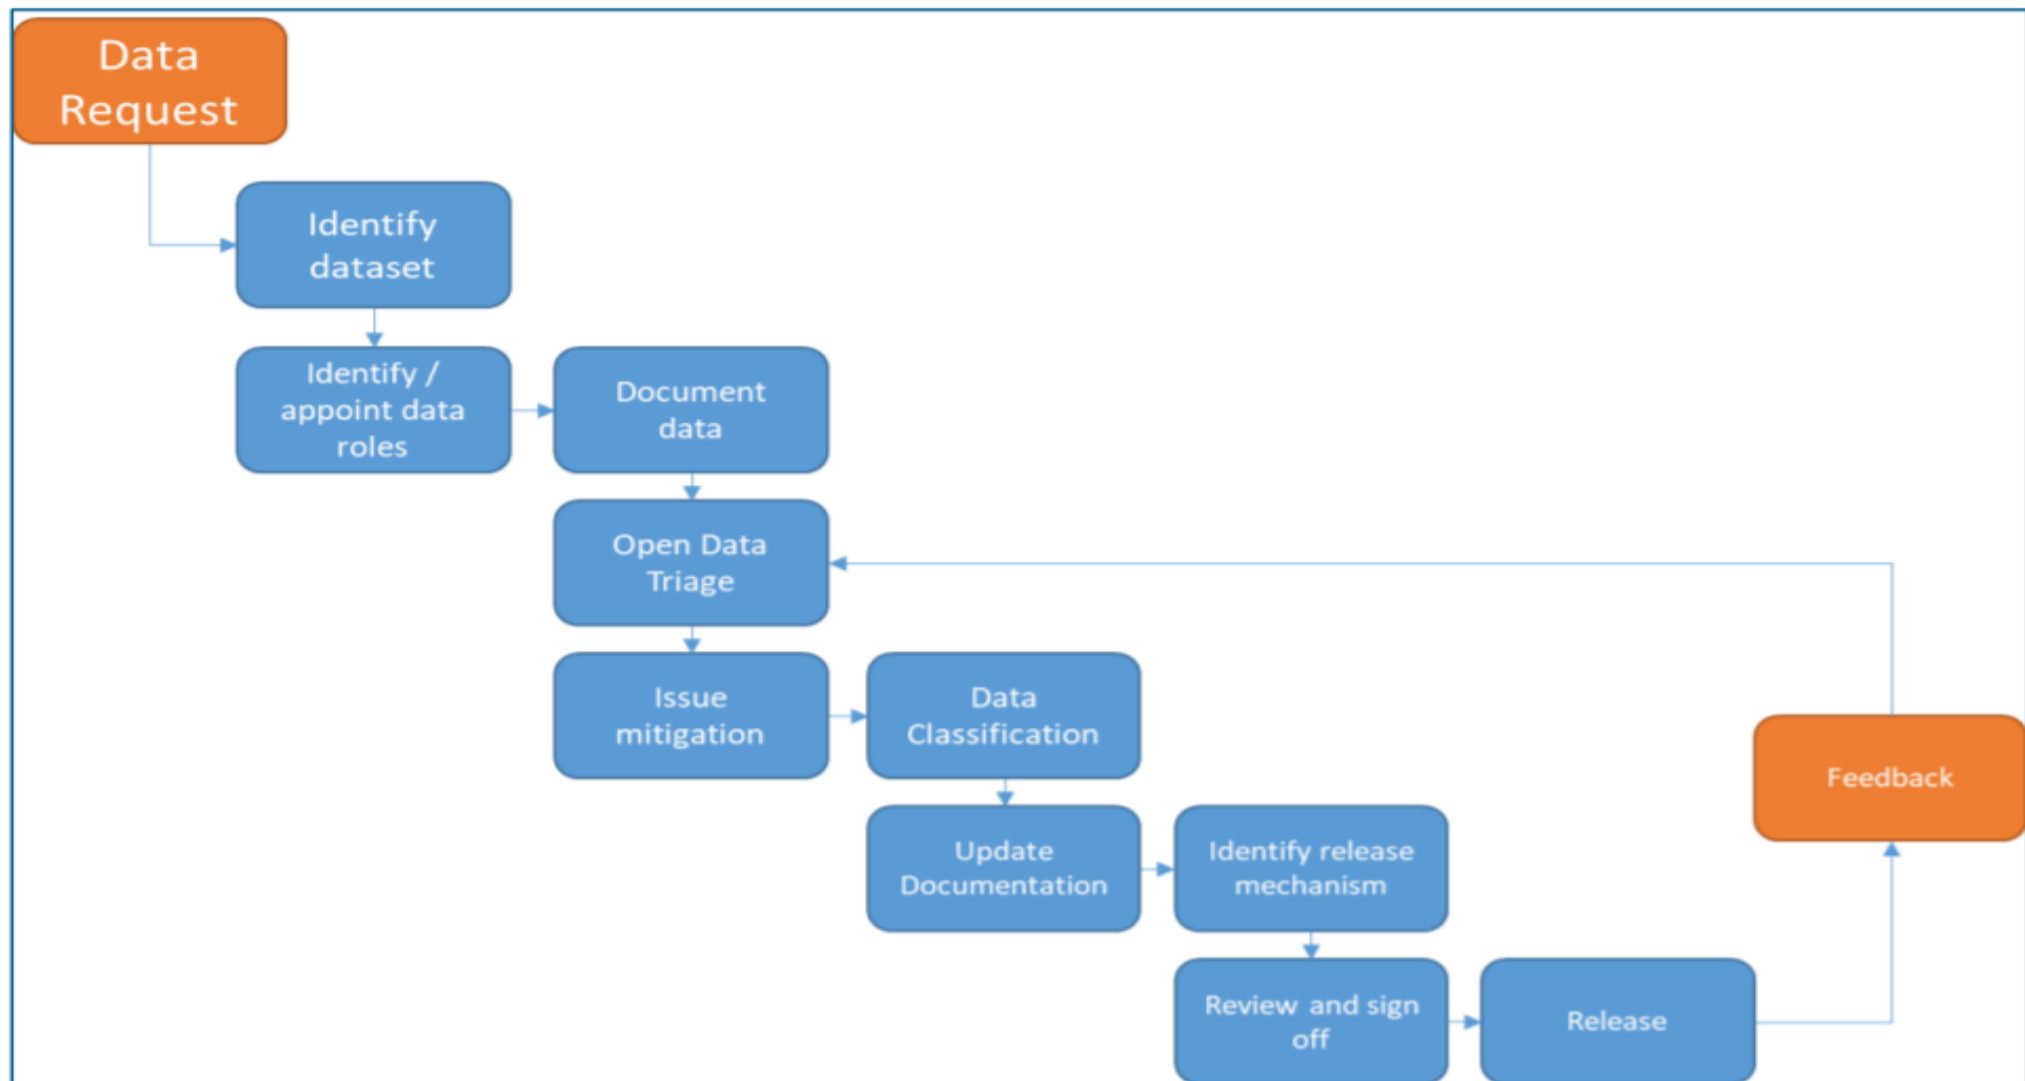 Data
Request
Identify
dataset
Identify /
appoint data
roles
Document
data
Open Data
Triage
Issue
mitigation
Data
Classification
Feedback
Update
Documentation
Identify release
mechanism
Review and sign
off
Release